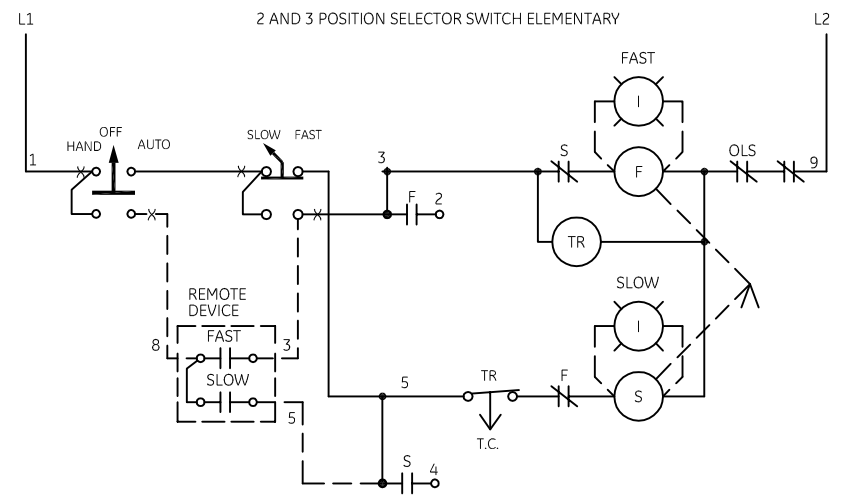 L1
2 AND 3 POSITION SELECTOR SWITCH ELEMENTARY
L2
FAST
I
OFF
HAND
AUTO
SLOW FAST
1
3
S
F
OLS
9
F
2
TR
SLOW
I
REMOTE
DEVICE
FAST
8
3
SLOW
5
5
TR
F
S
T.C.
S
4